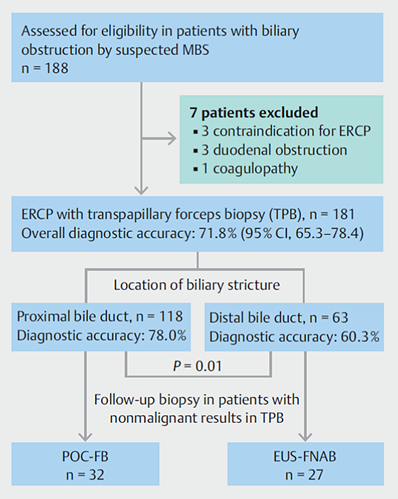 Assessed for eligibility in patients with biliary
obstruction by suspected MBS
n = 188
7 patients excluded
▪ 3 contraindication for ERCP
▪ 3 duodenal obstruction
▪ 1 coagulopathy
ERCP with transpapillary forceps biopsy (TPB), n = 181
Overall diagnostic accuracy: 71.8% (95% CI, 65.3–78.4)
Location of biliary stricture
Proximal bile duct, n = 118
Diagnostic accuracy: 78.0%
Distal bile duct, n = 63
Diagnostic accuracy: 60.3%
P = 0.01
Follow-up biopsy in patients with
nonmalignant results in TPB
POC-FB
n = 32
EUS-FNAB
n = 27